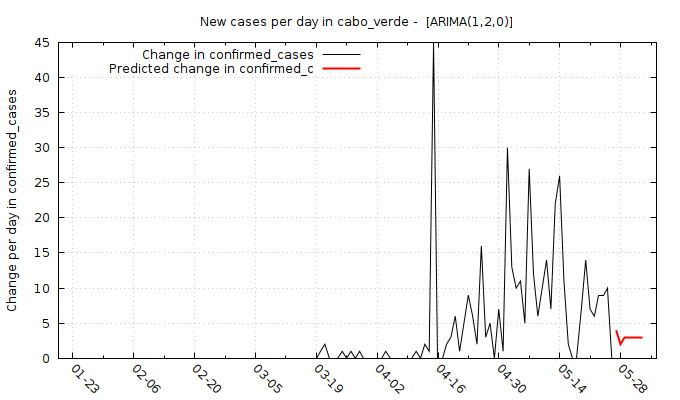 New cases per day in cabo_verde -  [ARIMA(1,2,0)]
Change in confirmed_cases
Predicted change in confirmed_c
Change per day in confirmed_cases
45
40
35
30
25
20
15
10
5
0
01-23 02-06 02-20 03-05 03-19 04-02 04-16 04-30 05-14 05-28